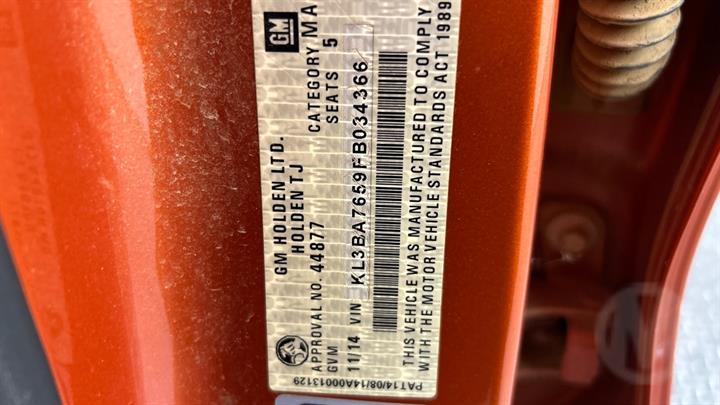 GM
GM HOLDEN LTD.
HOLDEN TJ
APPROVAL NO. 44877 CATEGORY MA
GVM SEATS 5
11/14 VIN KL3BA7659FB034366
THIS VEHICLE WAS MANUFACTURED TO COMPLY
WITH THE MOTOR VEHICLE STANDARDS ACT 1989
PAT14/08/14A00013129